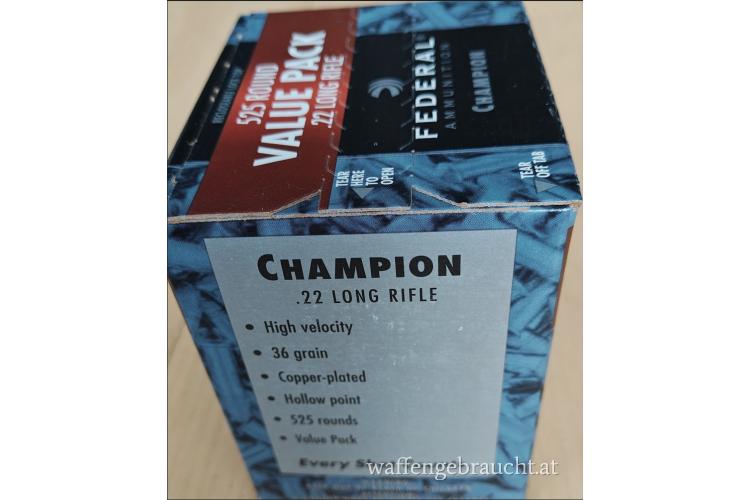 525 ROUND
VALUE PACK
.22 LONG RIFLE
FEDERAL
AMMUNITION
CHAMPION
TEAR
HERE
TO
OPEN
TEAR
OFF TAB
CHAMPION
.22 LONG RIFLE
• High velocity
• 36 grain
• Copper-plated
• Hollow point
• 525 rounds
• Value Pack
Every
waffengebraucht.at